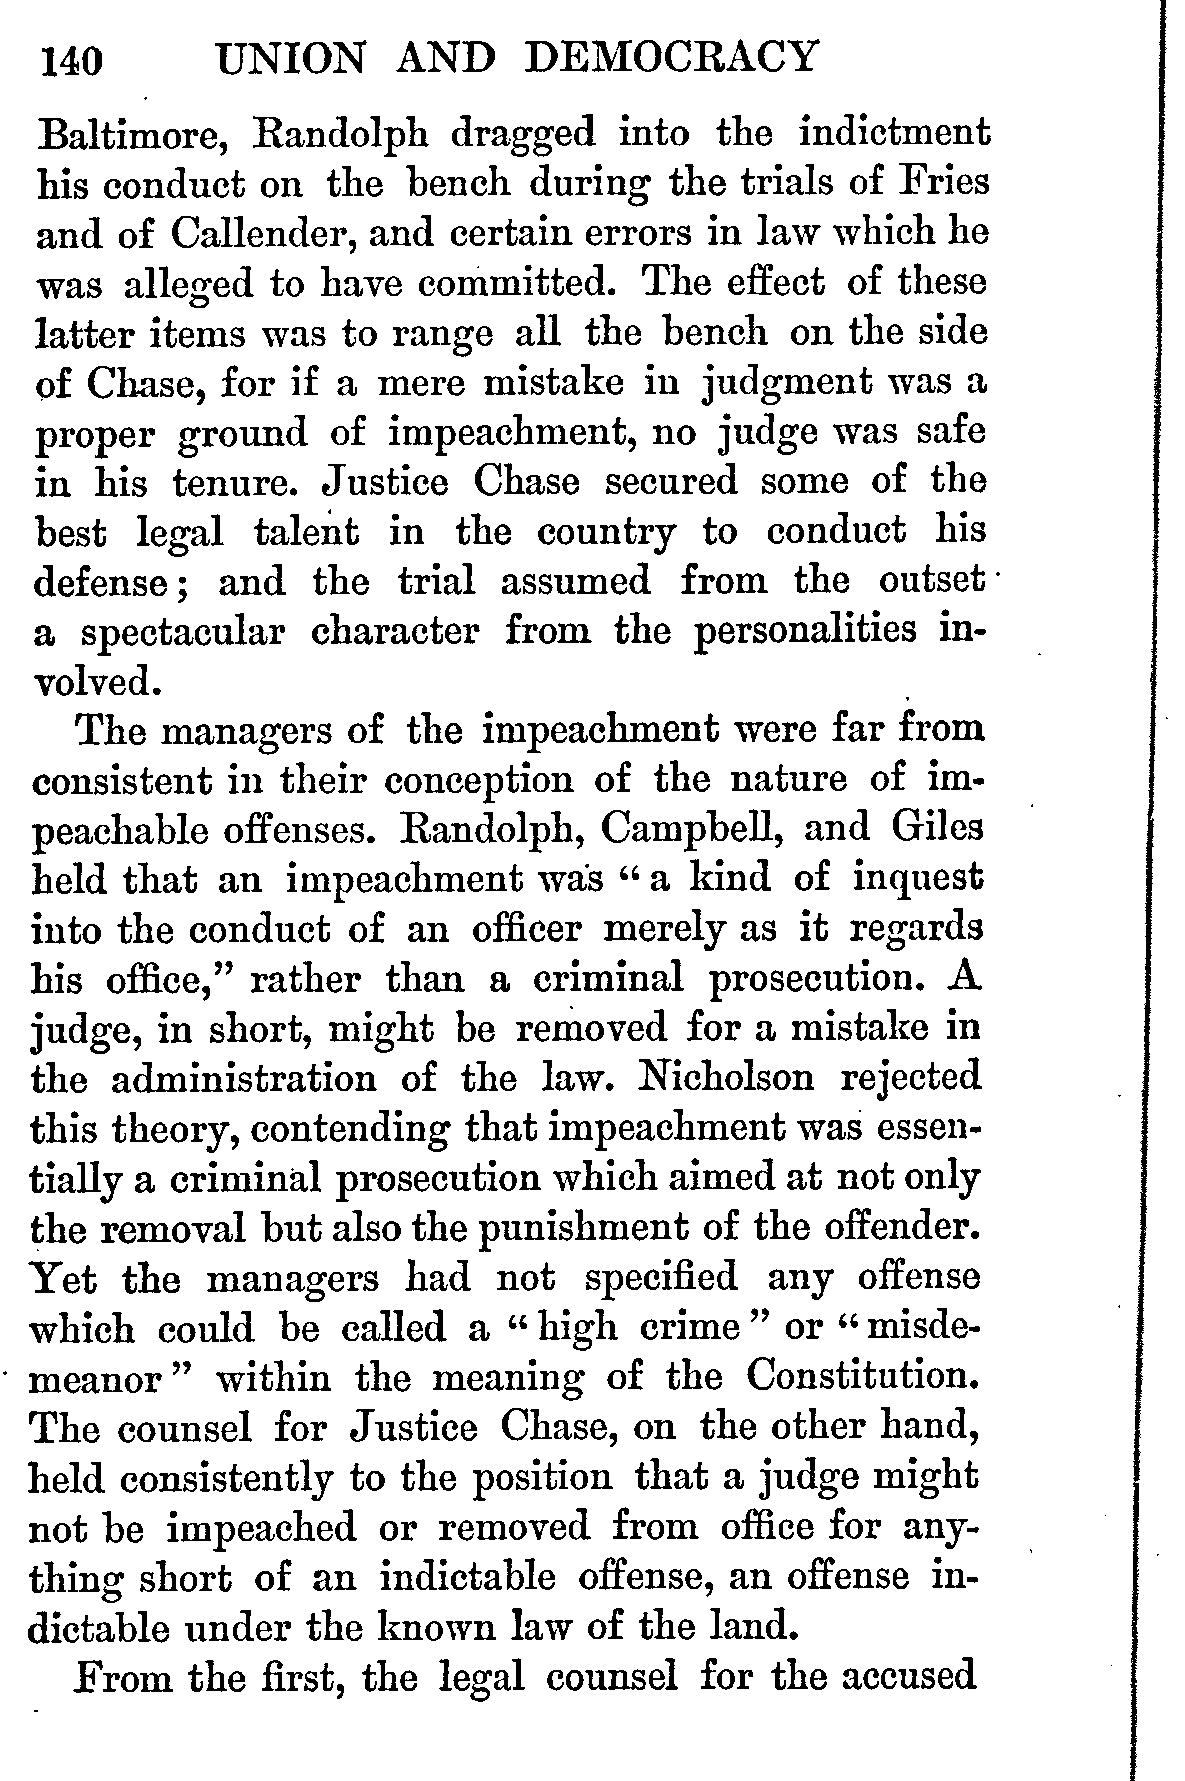 140 UNION AND DEMOCRACY
Baltimore, Randolph dragged into the indictment
his conduct on the bench during the trials of Fries
and of Callender, and certain errors in law which he
was alleged to have committed. The effect of these
latter items was to range all the bench on the side
of Chase, for if a mere mistake in judgment was a
proper ground of impeachment, no judge was safe
in his tenure. Justice Chase secured some of the
best legal talent in the country to conduct his
defense; and the trial assumed from the outset
a spectacular character from the personalities in-
volved.
The managers of the impeachment were far from
consistent in their conception of the nature of im-
peachable offenses. Randolph, Campbell, and Giles
held that an impeachment was “ a kind of inquest
into the conduct of an officer merely as it regards
his office,” rather than a criminal prosecution. A
judge, in short, might be removed for a mistake in
the administration of the law. Nicholson rejected
this theory, contending that impeachment was essen-
tially a criminal prosecution which aimed at not only
the removal but also the punishment of the offender.
Yet the managers had not specified any offense
which could be called a “ high crime ” or “ misde-
meanor ” within the meaning of the Constitution.
The counsel for Justice Chase, on the other hand,
held consistently to the position that a judge might
not be impeached or removed from office for any-
thing short of an indictable offense, an offense in-
dictable under the known law of the land.
From the first, the legal counsel for the accused